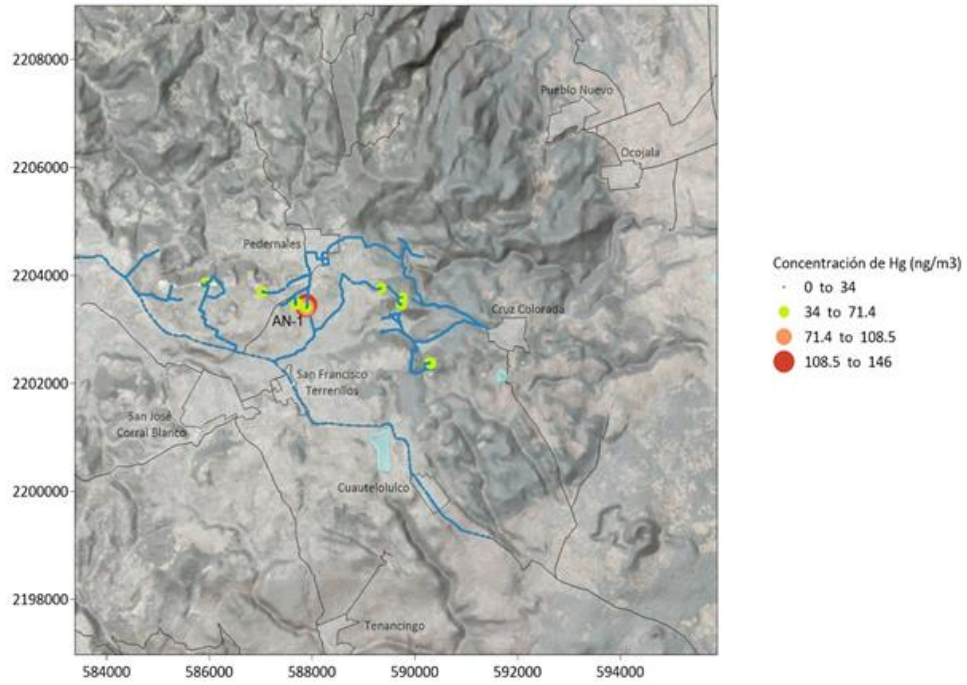 2208000
2206000
2204000
2202000
2200000
2198000
584000
586000
588000
590000
592000
594000
Pueblo Nuevo
Ocojala
Pedernales
Cruz Colorada
AN-1
San Francisco
Terrenillos
San José
Corral Blanco
Cuautelolulco
Tenancingo
Concentración de Hg (ng/m3)
0 to 34
34 to 71.4
71.4 to 108.5
108.5 to 146